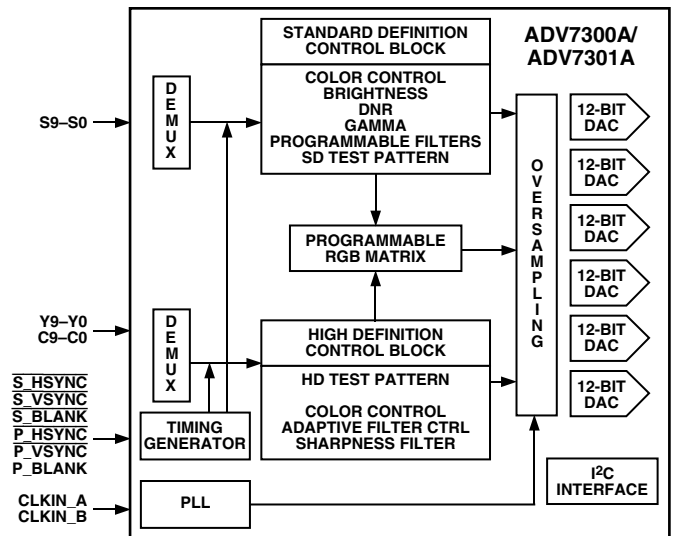 STANDARD DEFINITION
CONTROL BLOCK
COLOR CONTROL
BRIGHTNESS
DNR
GAMMA
PROGRAMMABLE FILTERS
SD TEST PATTERN
ADV7300A/
ADV7301A
DEMUX
S9–S0
OVERSAMPLING
12-BIT
DAC
12-BIT
DAC
12-BIT
DAC
12-BIT
DAC
12-BIT
DAC
12-BIT
DAC
PROGRAMMABLE
RGB MATRIX
Y9–Y0
C9–C0
DEMUX
HIGH DEFINITION
CONTROL BLOCK
HD TEST PATTERN
COLOR CONTROL
ADAPTIVE FILTER CTRL
SHARPNESS FILTER
S_HSYNC
S_VSYNC
S_BLANK
P_HSYNC
P_VSYNC
P_BLANK
TIMING
GENERATOR
CLKIN_A
CLKIN_B
PLL
I2C
INTERFACE